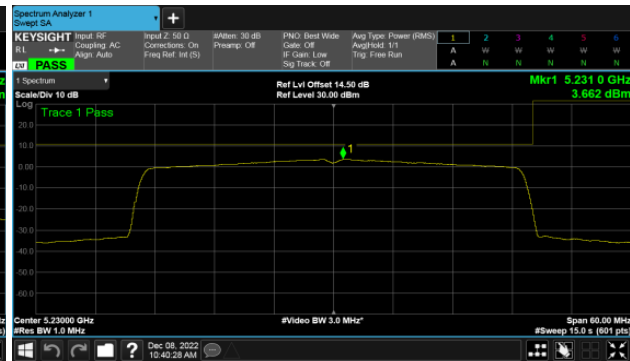 Spectrum Analyzer 1
Swept SA
+
KEYSIGHT Input: RF Input Z: 50 Ω #Atten: 30 dB PNO: Best Wide Avg Type: Power (RMS) 1 2 3 4 5 6
RL Coupling: AC Corrections: On Preamp: Off Gate: Off Avg|Hold: 1/1 A W W W W W
Align: Auto Freq Ref: Int (S) IF Gain: Low Trig: Free Run
LXI PASS Sig Track: Off A N N N N N
1 Spectrum Ref Lvl Offset 14.50 dB Mkr1 5.231 0 GHz
Scale/Div 10 dB Ref Level 30.00 dBm 3.662 dBm
Log
Trace 1 Pass
20.0
10.0
1
0.00
-10.0
-20.0
-30.0
-40.0
-50.0
-60.0
Center 5.23000 GHz #Video BW 3.0 MHz* Span 60.00 MHz
#Res BW 1.0 MHz #Sweep 15.0 s (601 pts)
? Dec 08, 2022
10:40:28 AM